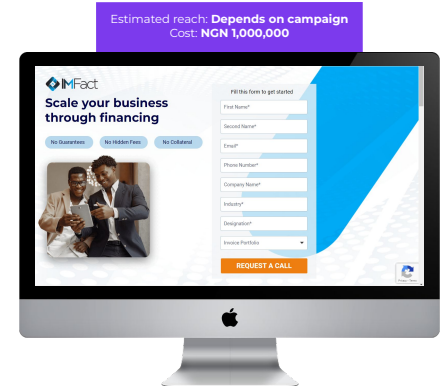 Estimated reach: Depends on campaign
Cost: NGN 1,000,000
IMFact
Scale your business
through financing
No Guarantees
No Hidden Fees
No Collateral
Fill this form to get started
First Name*
Second Name*
Email*
Phone Number*
Company Name*
Industry*
Designation*
Invoice Portfolio
REQUEST A CALL
Privacy - Terms